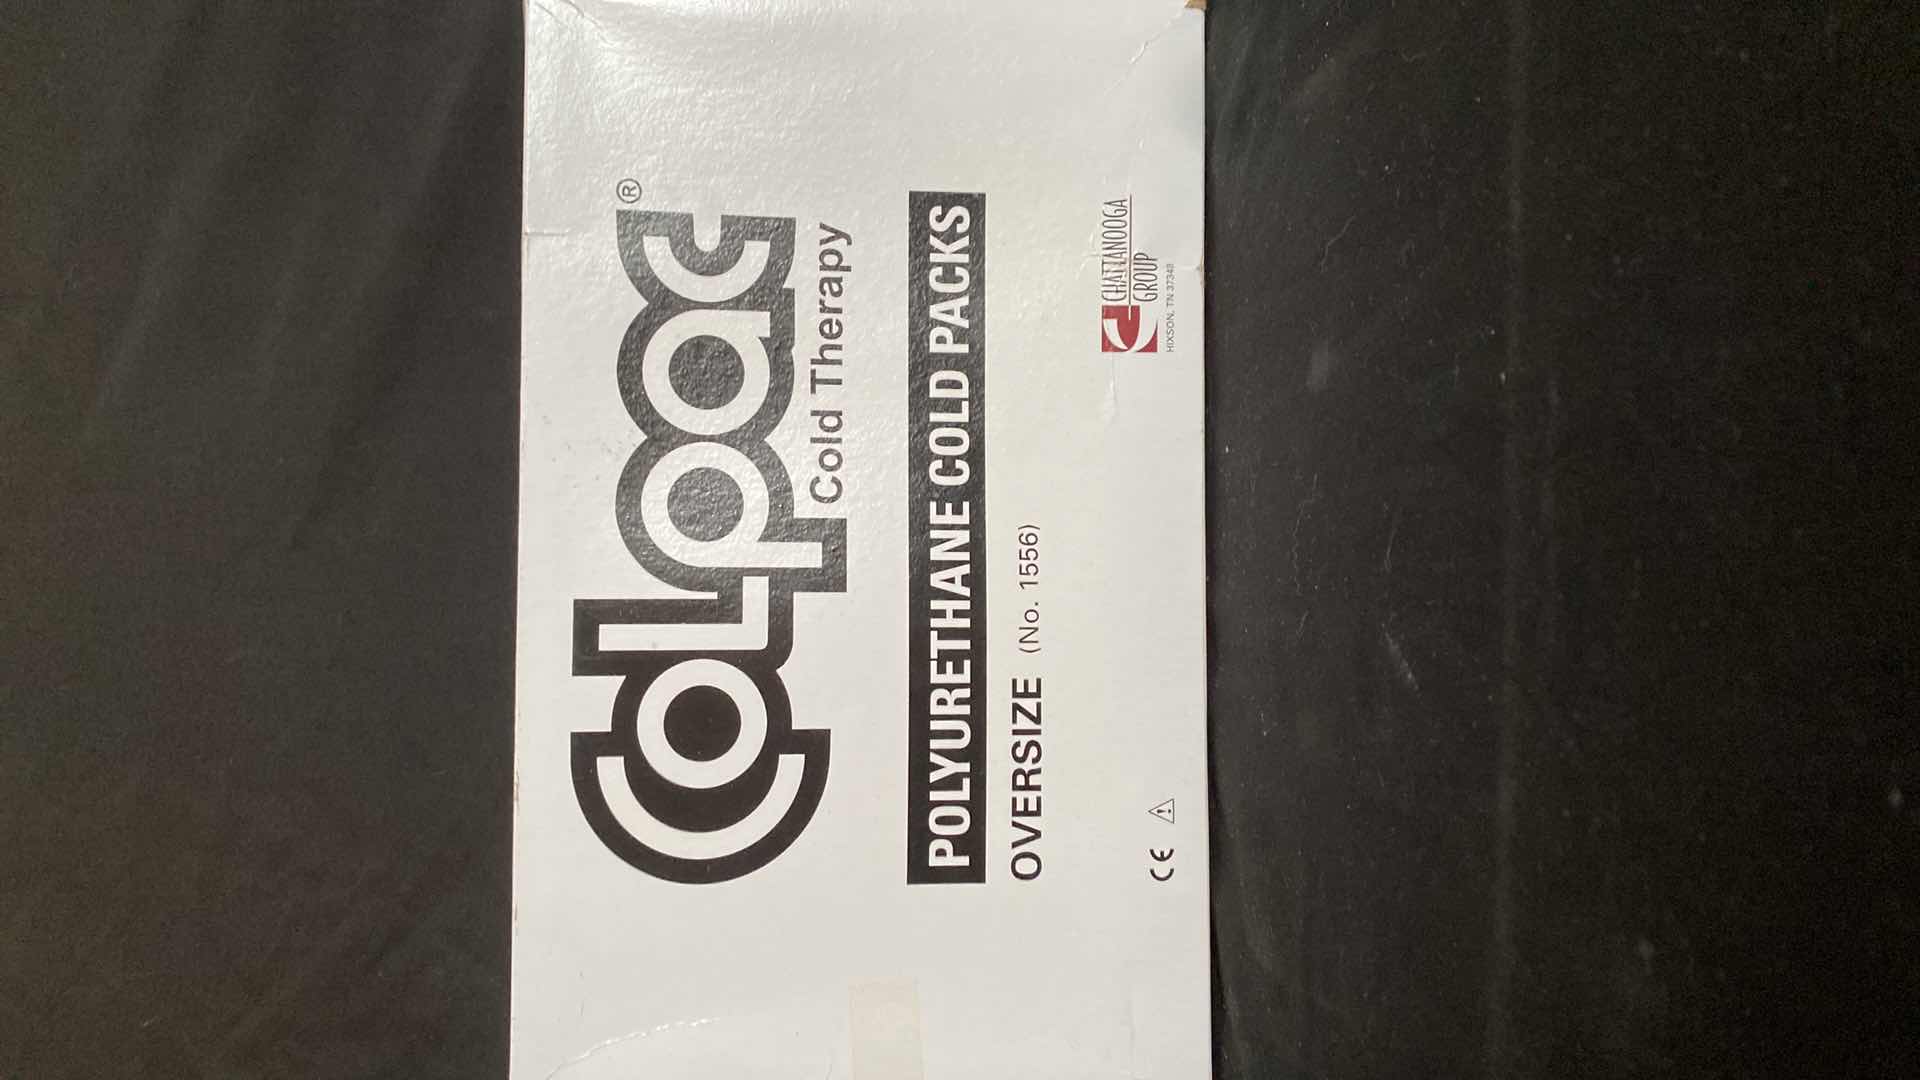 Colpac®
Cold Therapy
POLYURETHANE COLD PACKS
OVERSIZE (No. 1556)
CE
CHATTANOOGA
GROUP
HIXSON, TN 37343